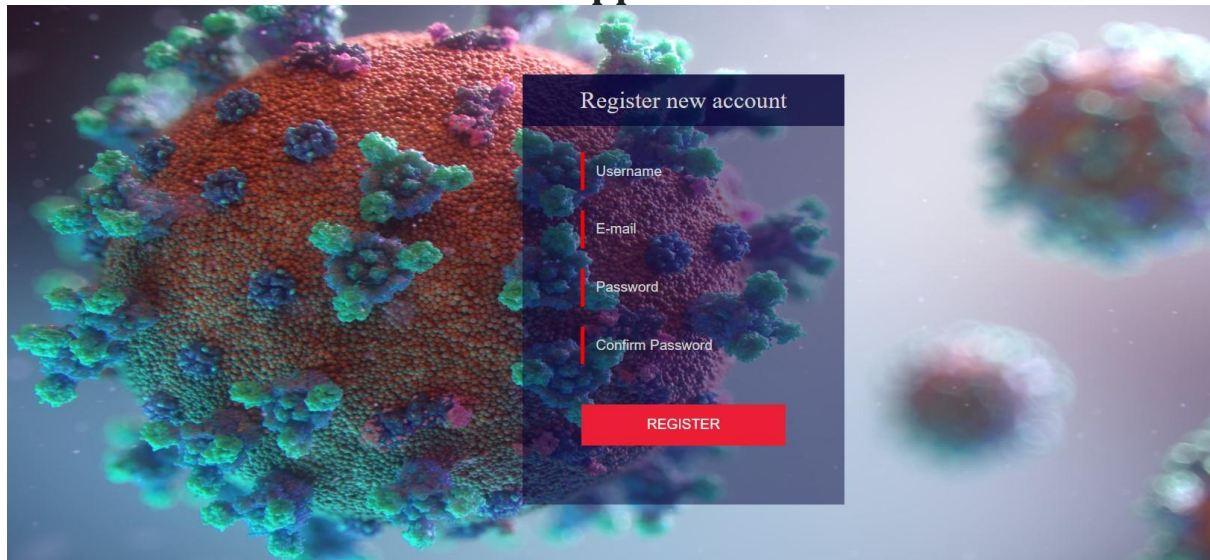 Register new account
Username
E-mail
Password
Confirm Password
REGISTER